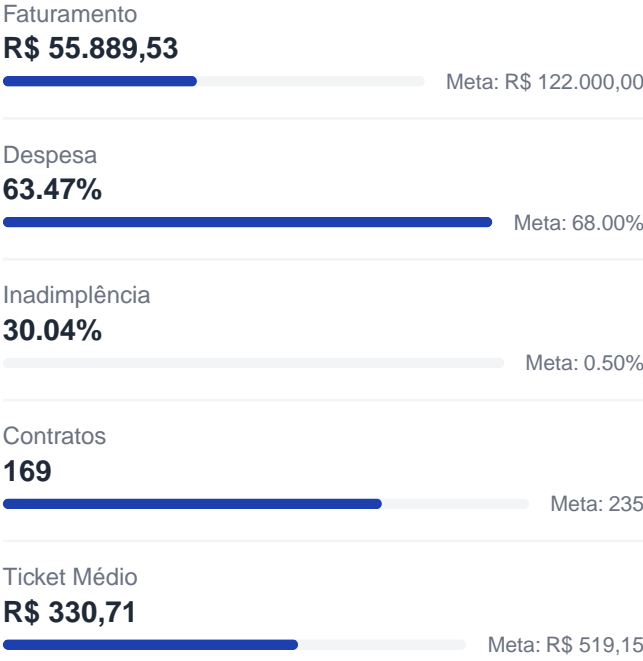 Faturamento
R$ 55.889,53
Meta: R$ 122.000,00
Despesa
63.47%
Meta: 68.00%
Inadimplência
30.04%
Meta: 0.50%
Contratos
169
Meta: 235
Ticket Médio
R$ 330,71
Meta: R$ 519,15